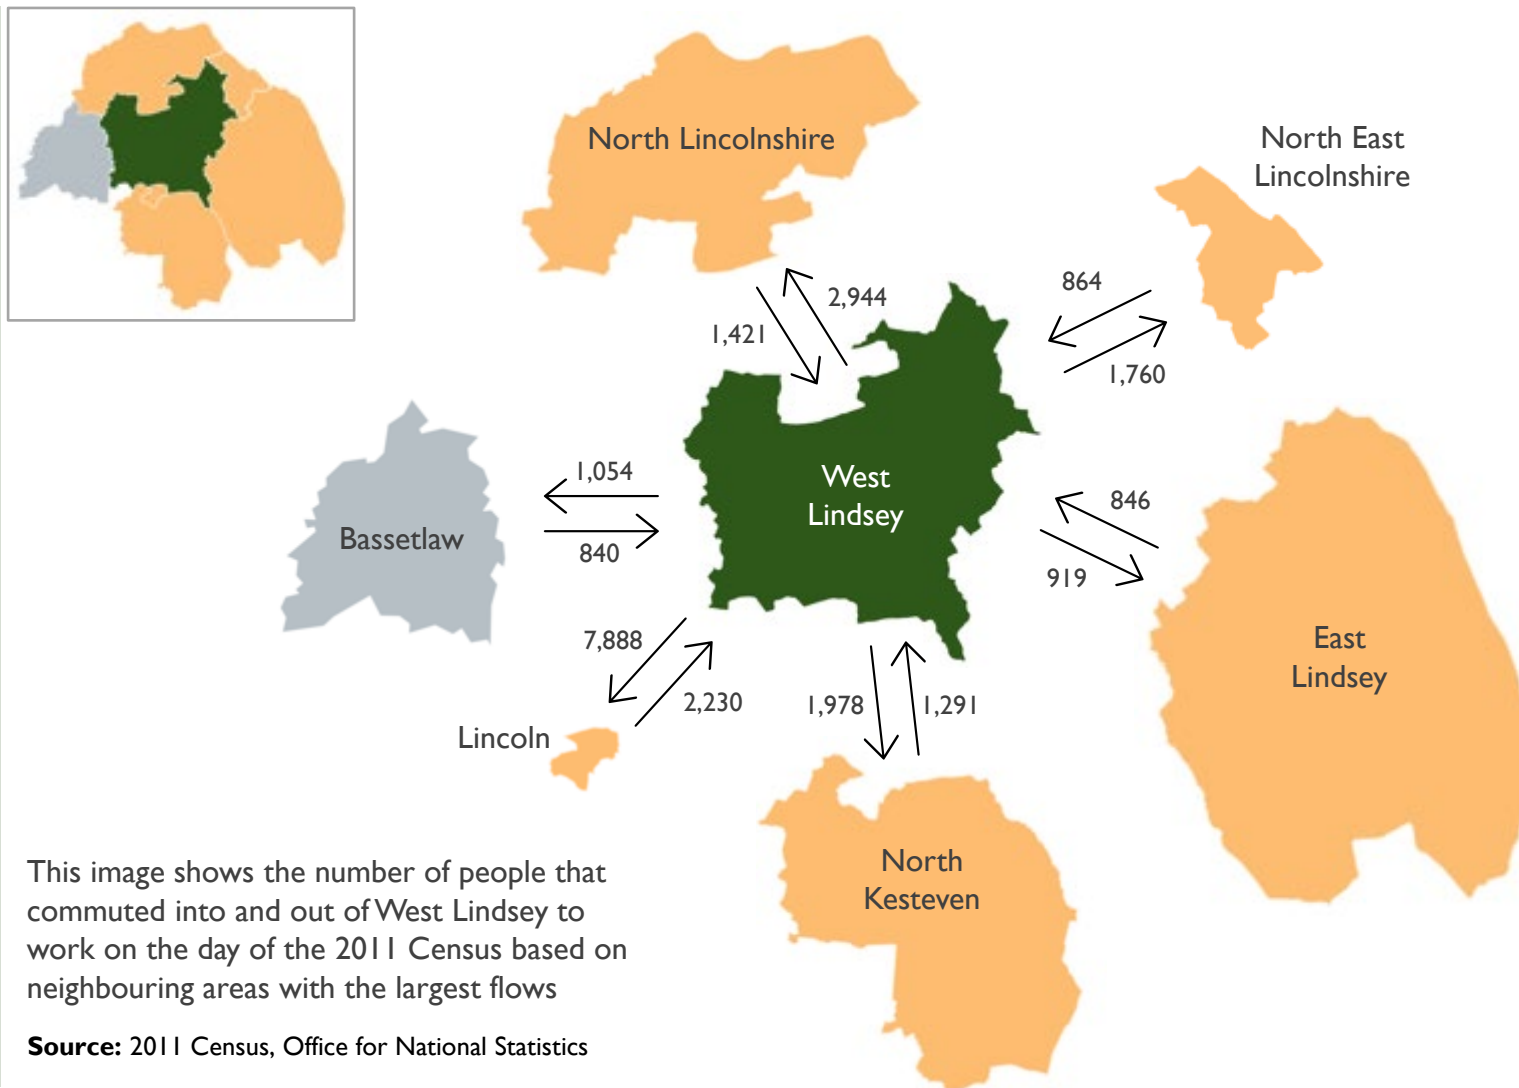 North Lincolnshire
North East
Lincolnshire
864
2,944
1,421
1,760
West
Lindsey
1,054
846
Bassetlaw
840
919
7,888
East
Lindsey
2,230
1,978
1,291
Lincoln
North
Kesteven
This image shows the number of people that
commuted into and out of West Lindsey to
work on the day of the 2011 Census based on
neighbouring areas with the largest flows
Source: 2011 Census, Office for National Statistics